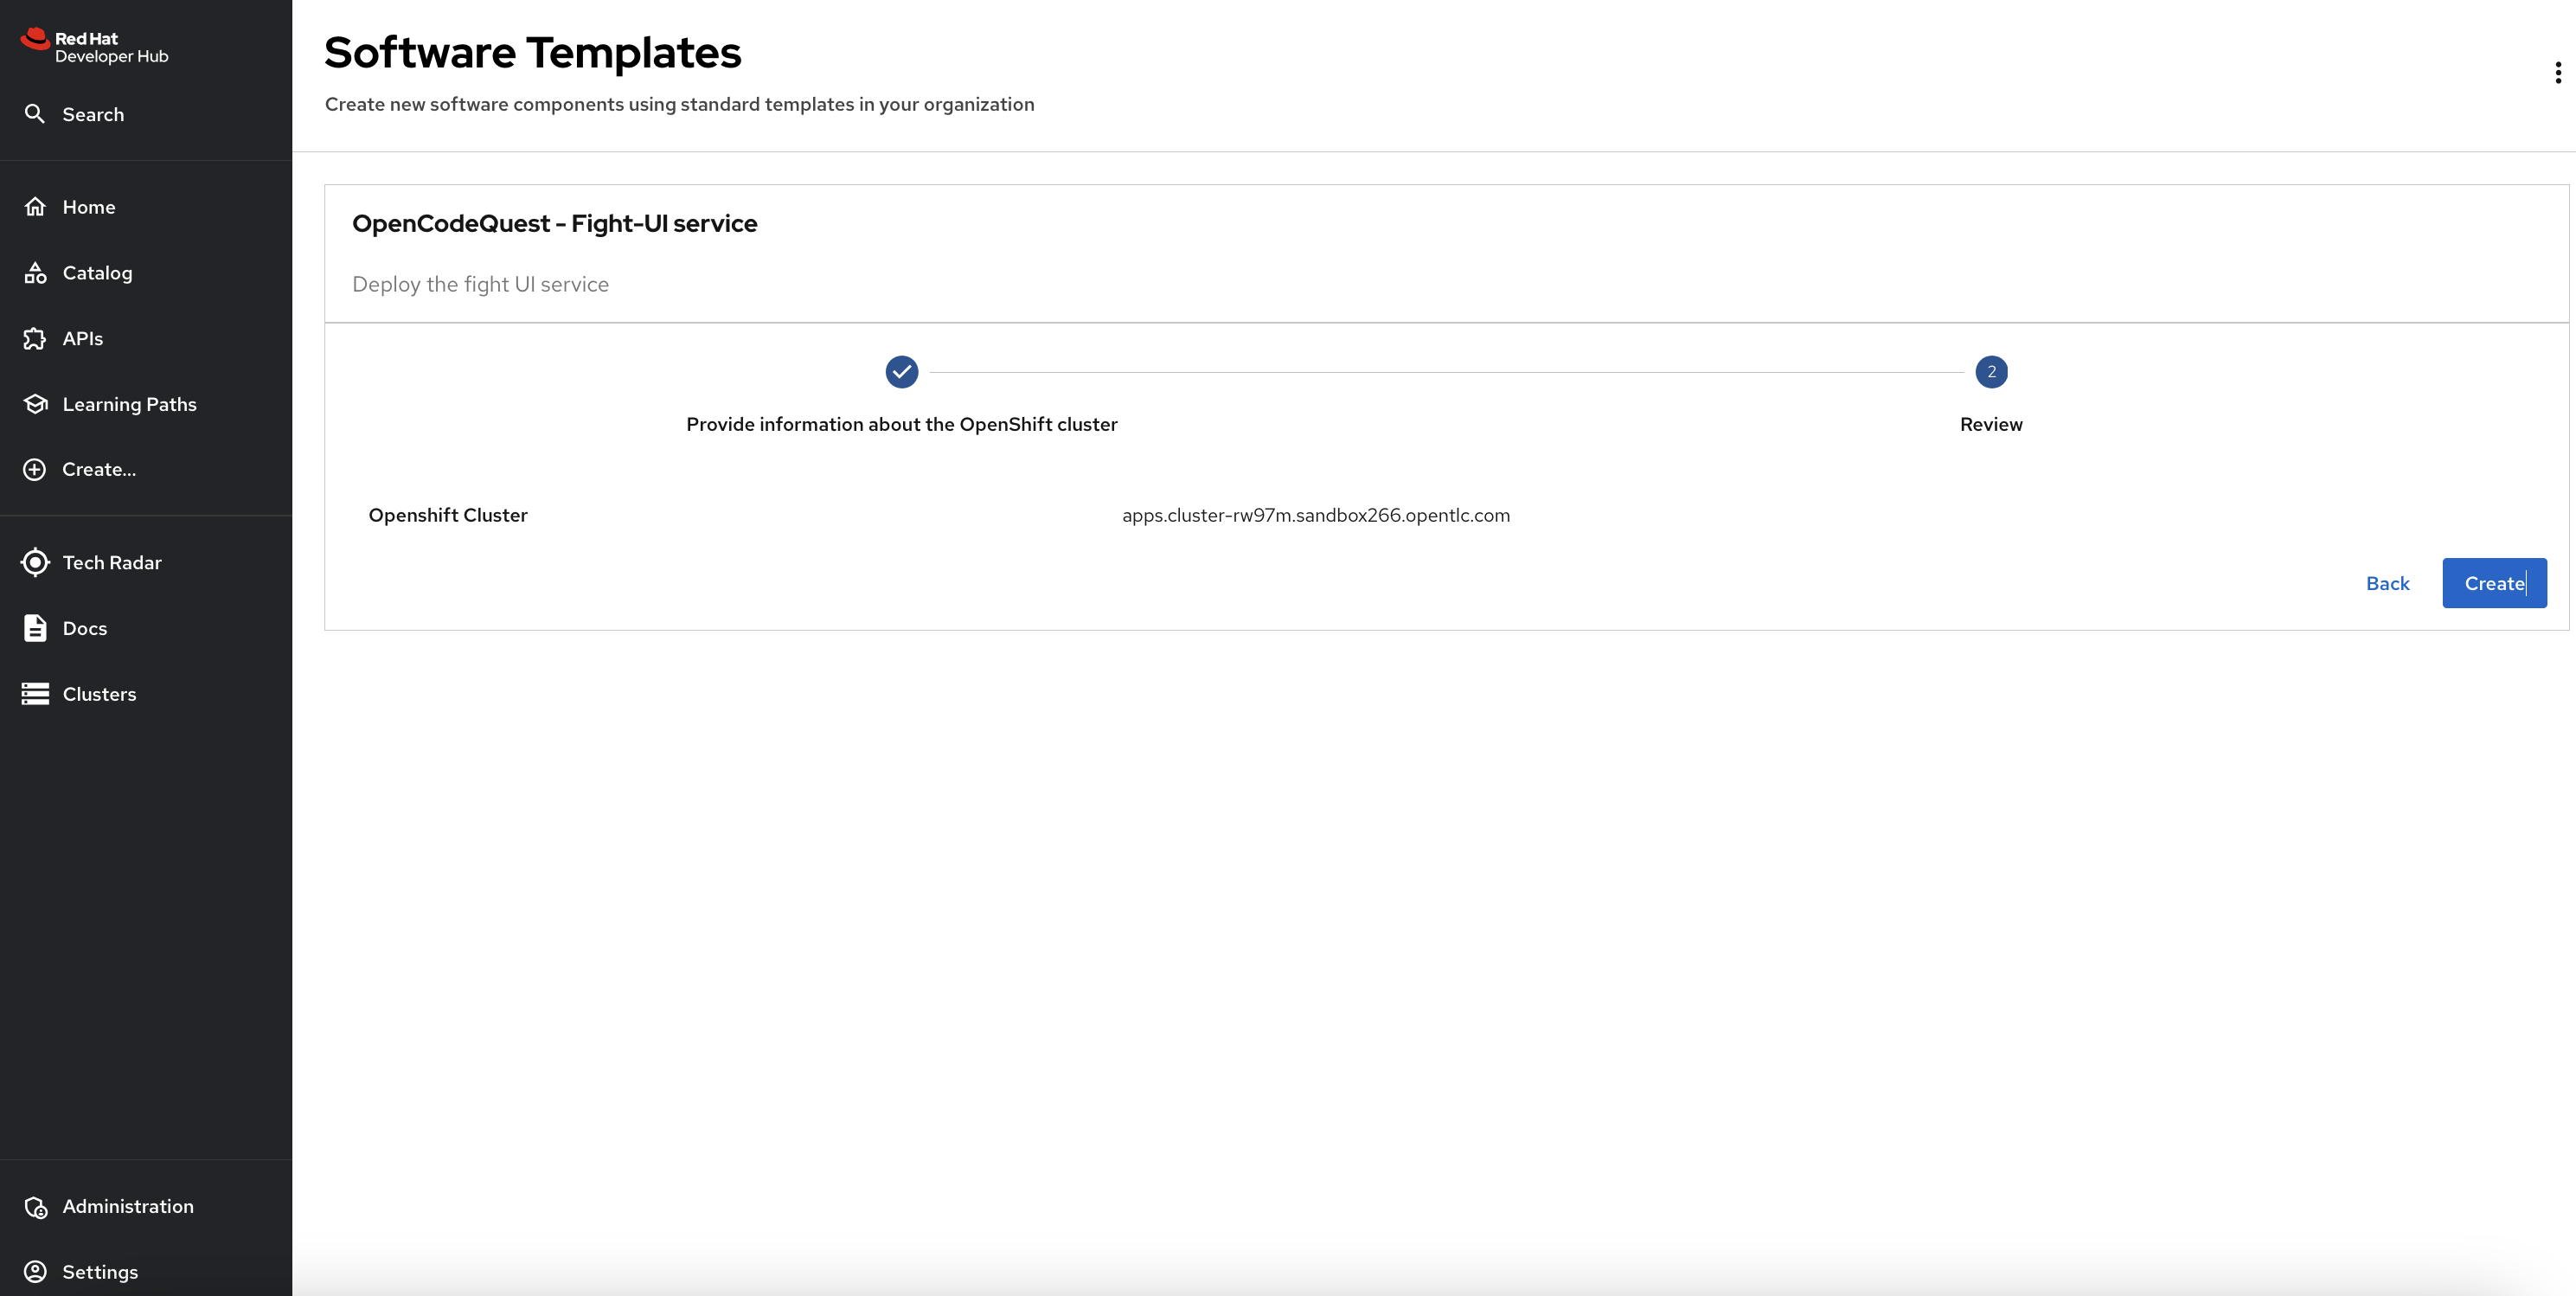 Red Hat
Developer Hub
Search
Home
Catalog
APIs
Learning Paths
Create...
Tech Radar
Docs
Clusters
Administration
Settings
Software Templates
Create new software components using standard templates in your organization
OpenCodeQuest - Fight-UI service
Deploy the fight UI service
2
Provide information about the OpenShift cluster
Review
Openshift Cluster
apps.cluster-rw97m.sandbox266.opentlc.com
Back
Create